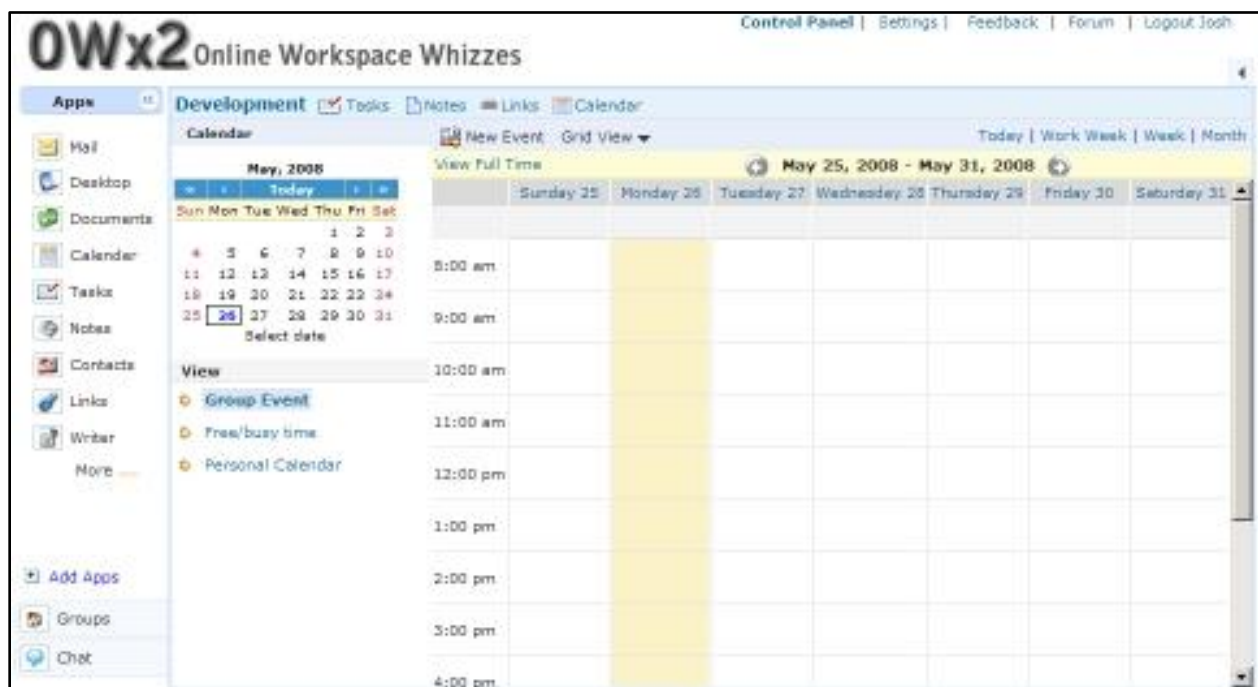 Control Panel | Settings | Feedback | Forum | Logout Josh
0Wx2 Online Workspace Whizzes
Apps
Mail
Desktop
Documents
Calendar
Tasks
Notes
Contacts
Links
Writer
More
Add Apps
Groups
Chat
Development Tasks Notes Links Calendar
Calendar
May, 2008
« ‹ Today › »
Sun Mon Tue Wed Thu Fri Sat
1 2 3
4 5 6 7 8 9 10
11 12 13 14 15 16 17
18 19 20 21 22 23 24
25 26 27 28 29 30 31
Select date
View
Group Event
Free/busy time
Personal Calendar
New Event Grid View
Today | Work Week | Week | Month
View Full Time
May 25, 2008 - May 31, 2008
Sunday 25 Monday 26 Tuesday 27 Wednesday 28 Thursday 29 Friday 30 Saturday 31
8:00 am
9:00 am
10:00 am
11:00 am
12:00 pm
1:00 pm
2:00 pm
3:00 pm
4:00 pm